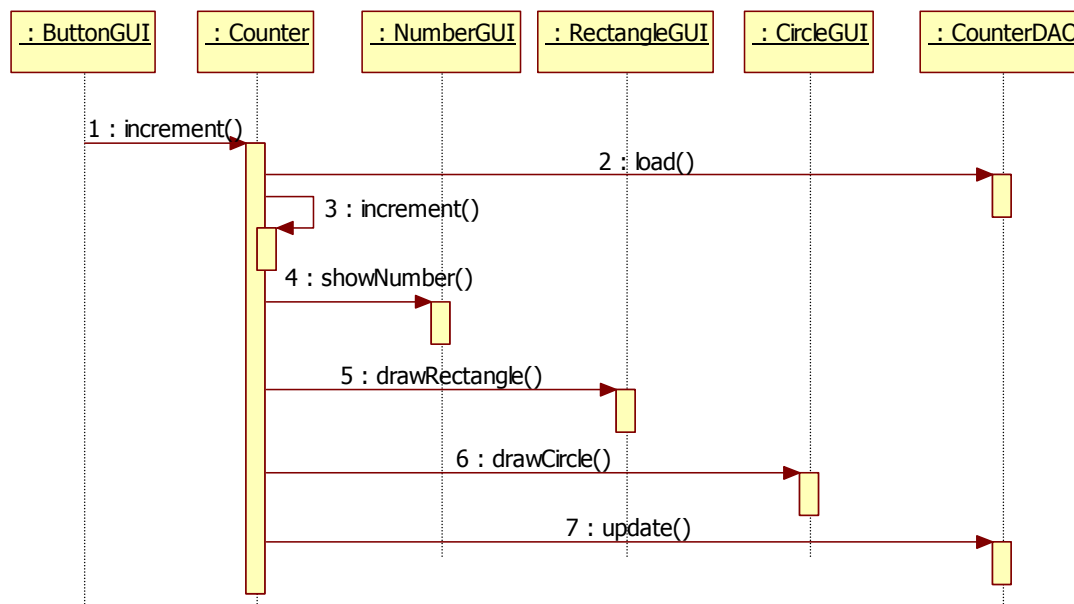 : ButtonGUI
: Counter
: NumberGUI
: RectangleGUI
: CircleGUI
: CounterDAO
1 : increment()
2 : load()
3 : increment()
4 : showNumber()
5 : drawRectangle()
6 : drawCircle()
7 : update()